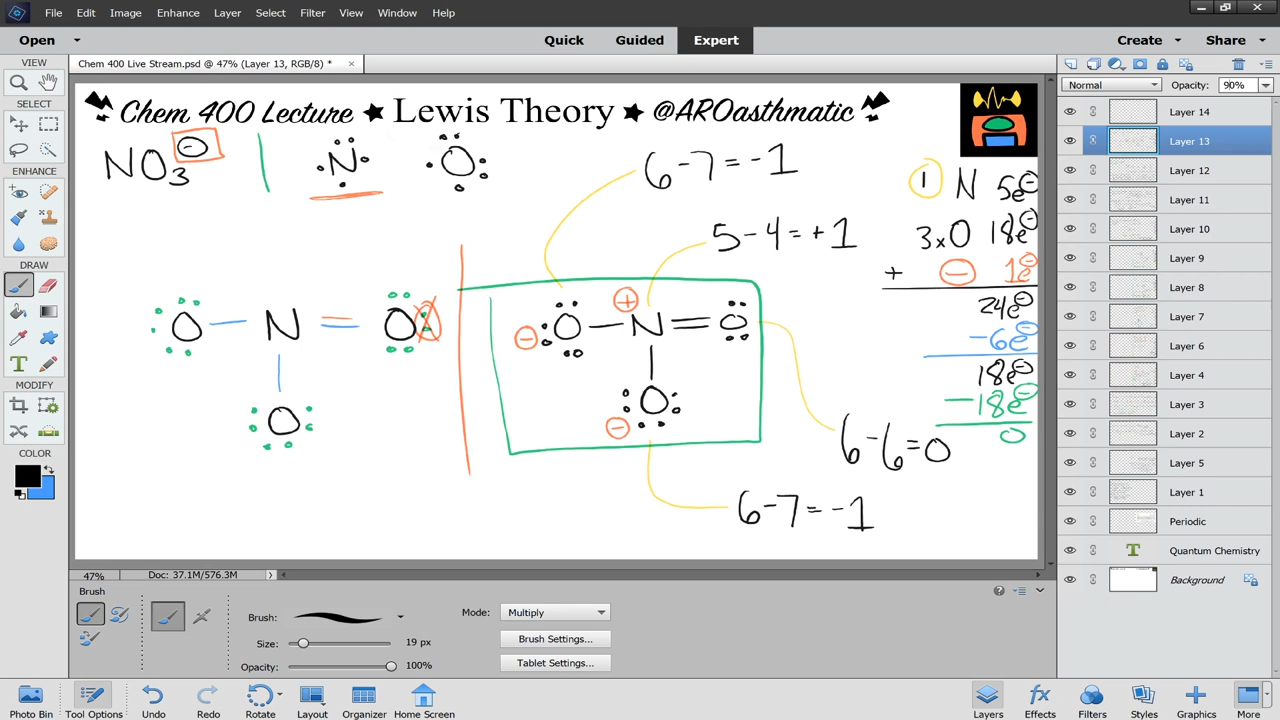 File Edit Image Enhance Layer Select Filter View Window Help
Open Quick Guided Expert Create Share
VIEW
Chem 400 Live Stream.psd @ 47% (Layer 13, RGB/8) * ×
Normal Opacity: 90%
SELECT
ENHANCE
DRAW
T
MODIFY
COLOR
Chem 400 Lecture ★ Lewis Theory ★ @AROasthmatic
NO3⊖
N
O
6-7=-1
5-4=+1
1 N 5e⊖
3xO 18e⊖
+ ⊖ 1e⊖
24e⊖
-6e⊖
18e⊖
-18e⊖
0
O - N = O
O
⊖ O - N ⊕ = O
O ⊖
6-6=0
6-7=-1
Layer 14
Layer 13
Layer 12
Layer 11
Layer 10
Layer 9
Layer 8
Layer 7
Layer 6
Layer 4
Layer 3
Layer 2
Layer 5
Layer 1
Periodic
T Quantum Chemistry
Background
47% Doc: 37.1M/576.3M
Brush
Brush: Mode: Multiply
Size: 19 px Brush Settings...
Opacity: 100% Tablet Settings...
Photo Bin Tool Options Undo Redo Rotate Layout Organizer Home Screen Layers fx Effects Filters Styles Graphics More